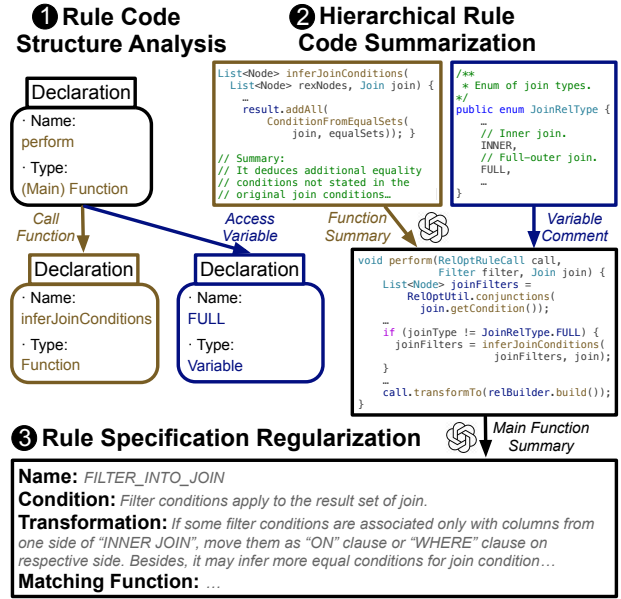 ❶ Rule Code
Structure Analysis
Declaration
· Name:
perform
· Type:
(Main) Function
Call
Function
Access
Variable
Declaration
· Name:
inferJoinConditions
· Type:
Function
Declaration
· Name:
FULL
· Type:
Variable
❷ Hierarchical Rule
Code Summarization
List<Node> inferJoinConditions(
List<Node> rexNodes, Join join) {
…
result.addAll(
ConditionFromEqualSets(
join, equalSets)); }
// Summary:
// It deduces additional equality
// conditions not stated in the
// original join conditions…
/**
* Enum of join types.
*/
public enum JoinRelType {
…
// Inner join.
INNER,
// Full-outer join.
FULL,
…
}
Function
Summary
Variable
Comment
void perform(RelOptRuleCall call,
Filter filter, Join join) {
List<Node> joinFilters =
RelOptUtil.conjunctions(
join.getCondition());
…
if (joinType != JoinRelType.FULL) {
joinFilters = inferJoinConditions(
joinFilters, join);
}
…
call.transformTo(relBuilder.build());
}
❸ Rule Specification Regularization
Main Function
Summary
Name: FILTER_INTO_JOIN
Condition: Filter conditions apply to the result set of join.
Transformation: If some filter conditions are associated only with columns from
one side of “INNER JOIN”, move them as “ON” clause or “WHERE” clause on
respective side. Besides, it may infer more equal conditions for join condition…
Matching Function: …